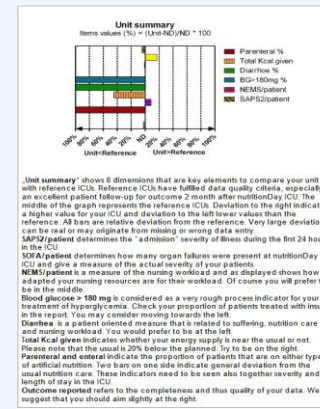 Unit summary
Items values (%) = (Unit-ND)/ND * 100
Parenteral %
Total Kcal given
Diarrhoe %
BG>180mg %
NEMS/patient
SAPS2/patient
100% 80% 60% 40% 20% ND 20% 40% 60% 80% 100%
Unit<Reference Unit>Reference
„Unit summary" shows 8 dimensions that are key elements to compare your unit
with reference ICUs. Reference ICUs have fulfilled data quality criteria, especially
an excellent patient follow-up for outcome 2 month after nutritionDay ICU. The
middle of the graph represents the reference ICUs. Deviation to the right indicate
a higher value for your ICU and deviation to the left lower values than the
reference. All bars are relative deviation from the reference. Very large deviation
can be real or may originate from missing or wrong data entry.
SAPS2/patient determines the "admission" severity of illness during the first 24 hou
in the ICU.
SOFA/patient determines how many organ failures were present at nutritionDay
ICU and give a measure of the actual severity of your patients.
NEMS/patient is a measure of the nursing workload and as displayed shows how
adapted your nursing resources are for their workload. Of course you will prefer t
be in the middle.
Blood glucose > 180 mg is considered as a very rough process indicator for your
treatment of hyperglycemia. Check your proportion of patients treated with insu
in the report. You may consider moving towards the left.
Diarrhea is a patient oriented measure that is related to suffering, nutrition care
and nursing workload. You would prefer to be at the left.
Total Kcal given indicates whether your energy supply is near the usual or not.
Please note that the usual is 20% below the planned. Try to be on the right.
Parenteral and enteral indicate the proportion of patients that are on either type
of artificial nutrition. Two bars on one side indicate general deviation from the
usual nutrition care. These indicators need to be seen also together severity and
length of stay in the ICU.
Outcome reported refers to the completeness and thus quality of your data. We
suggest that you should aim slightly at the right.